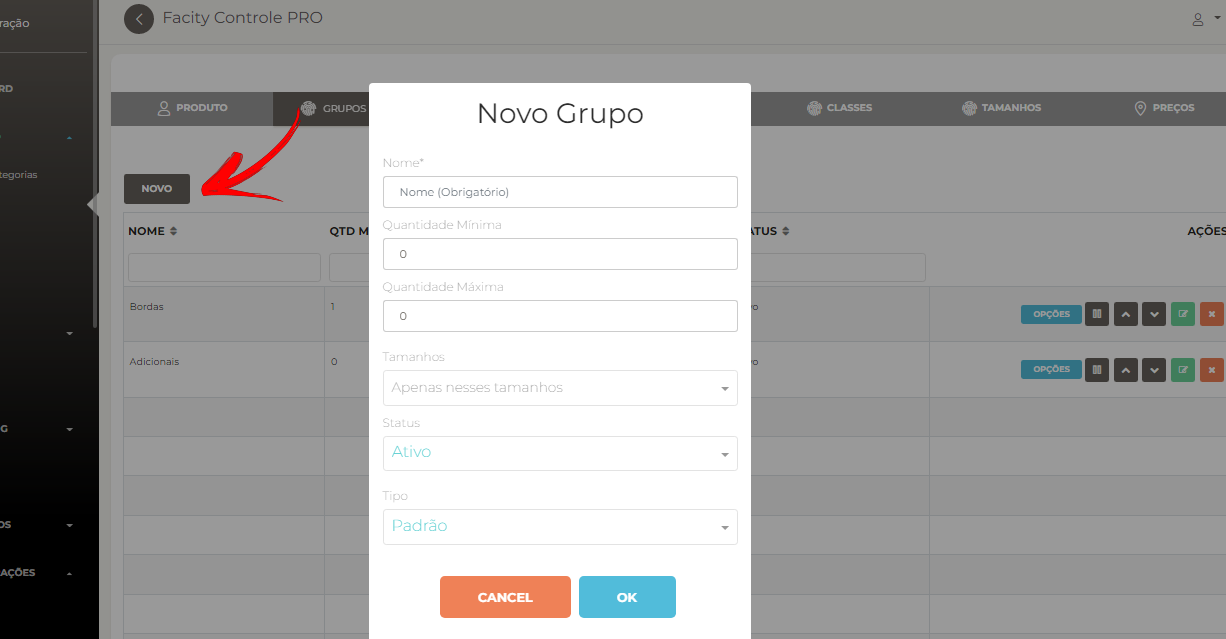 ração
Facity Controle PRO
RD
tegorias
G
OS
AÇÕES
PRODUTO
GRUPOS
CLASSES
TAMANHOS
PREÇOS
NOVO
NOME
QTD M
ATUS
AÇÕES
Bordas
1
vo
OPÇÕES
Adicionais
0
vo
OPÇÕES
Novo Grupo
Nome*
Nome (Obrigatório)
Quantidade Mínima
0
Quantidade Máxima
0
Tamanhos
Apenas nesses tamanhos
Status
Ativo
Tipo
Padrão
CANCEL
OK